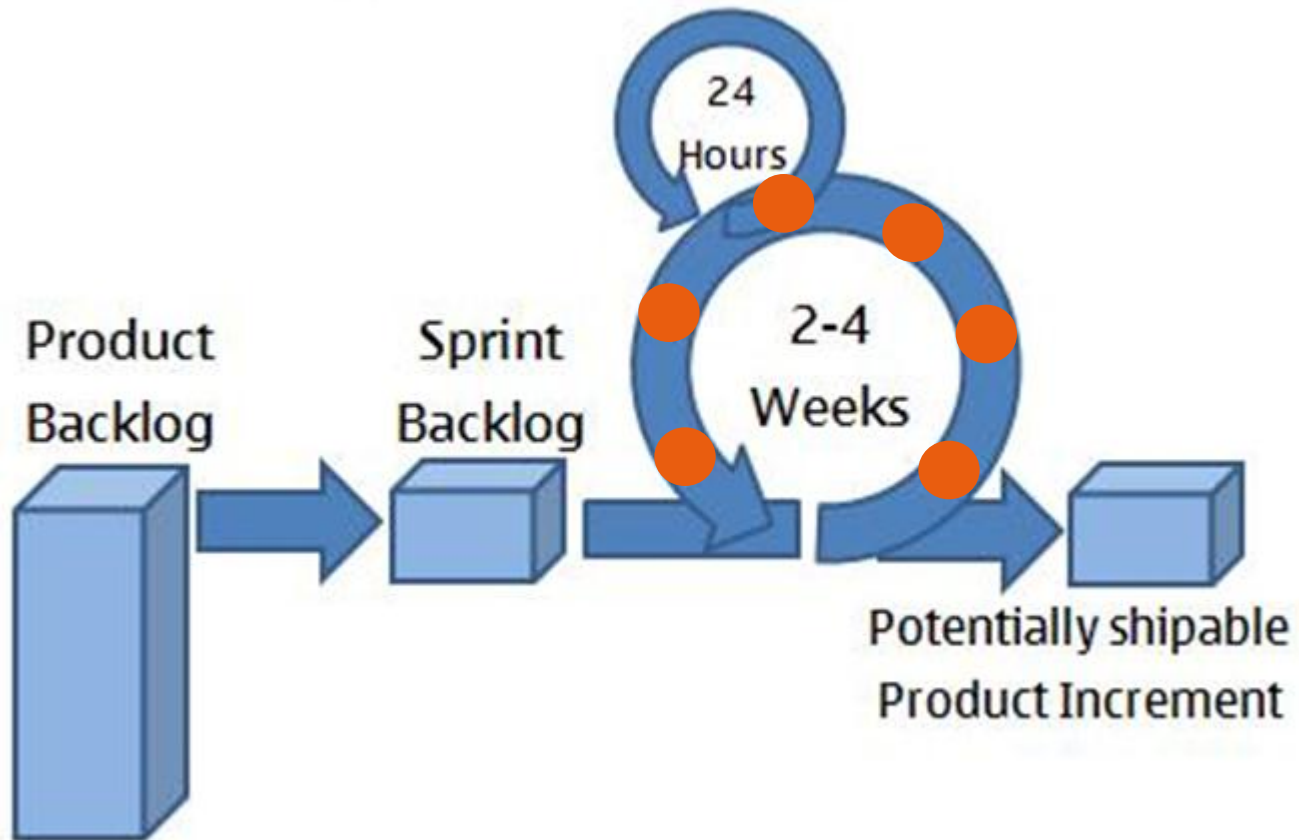 24
Hours
2-4
Weeks
Product
Backlog
Sprint
Backlog
Potentially shipable
Product Increment